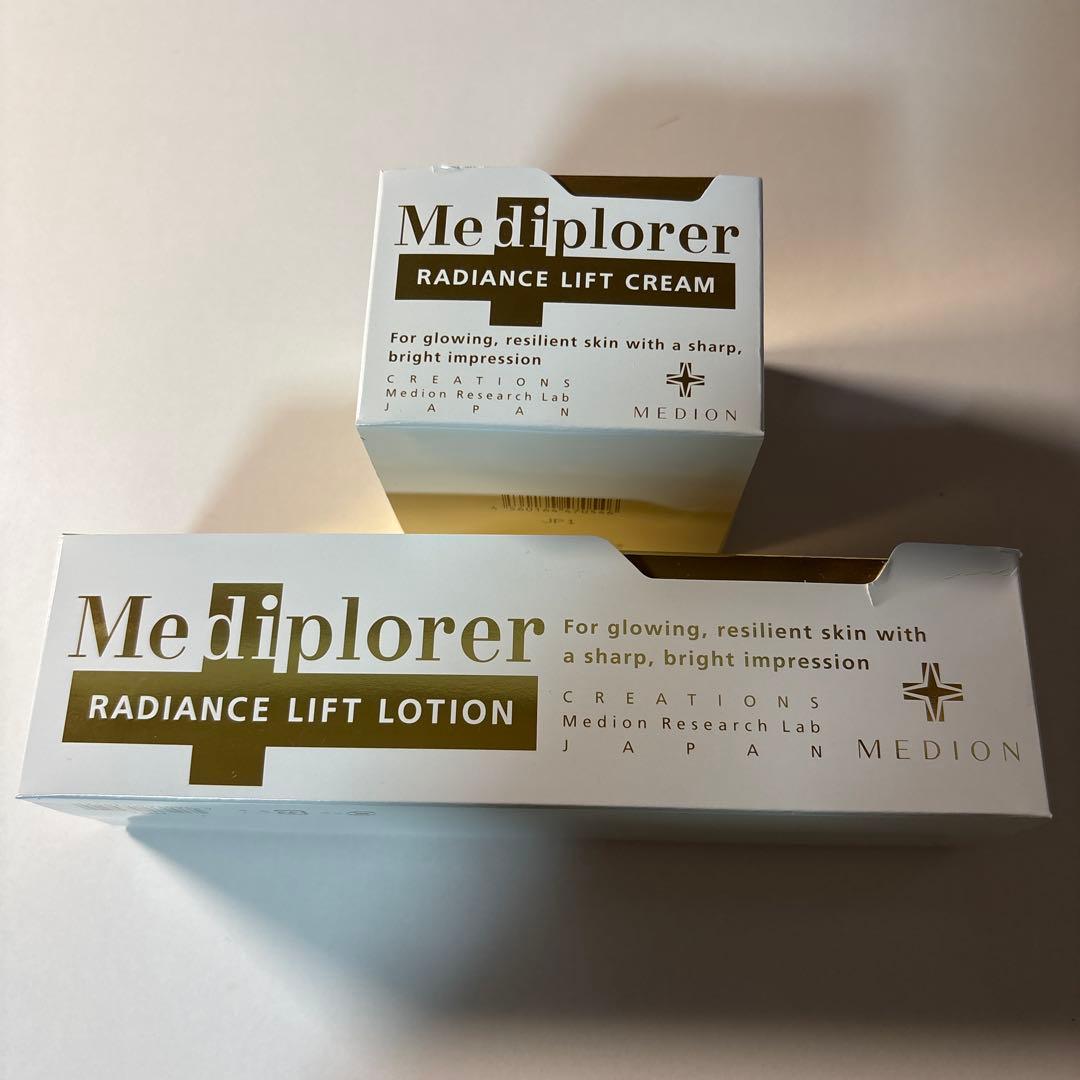 Mediplorer
RADIANCE LIFT CREAM
For glowing, resilient skin with a sharp,
bright impression
CREATIONS
Medion Research Lab
JAPAN
MEDION
JP1
Mediplorer
RADIANCE LIFT LOTION
For glowing, resilient skin with
a sharp, bright impression
CREATIONS
Medion Research Lab
JAPAN
MEDION